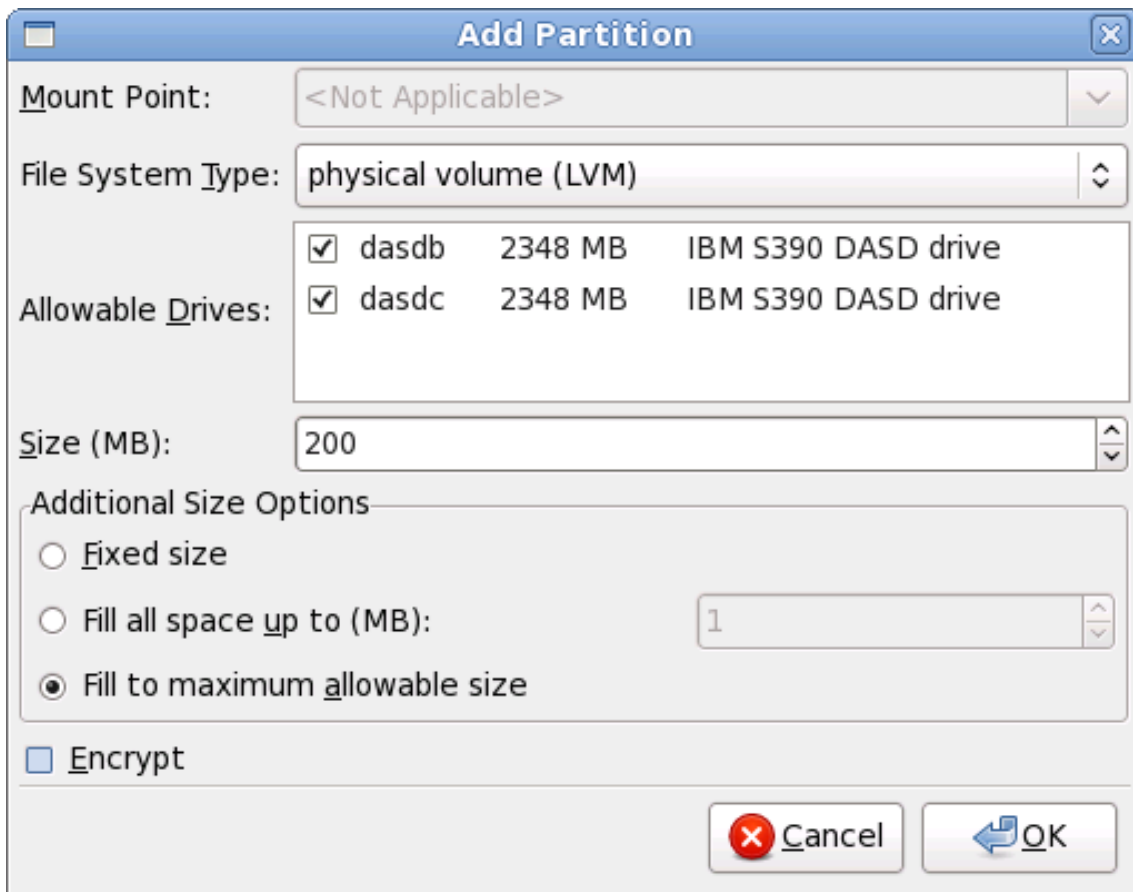 Add Partition
Mount Point: <Not Applicable>
File System Type: physical volume (LVM)
Allowable Drives:
dasdb 2348 MB IBM S390 DASD drive
dasdc 2348 MB IBM S390 DASD drive
Size (MB): 200
Additional Size Options
Fixed size
Fill all space up to (MB): 1
Fill to maximum allowable size
Encrypt
Cancel OK